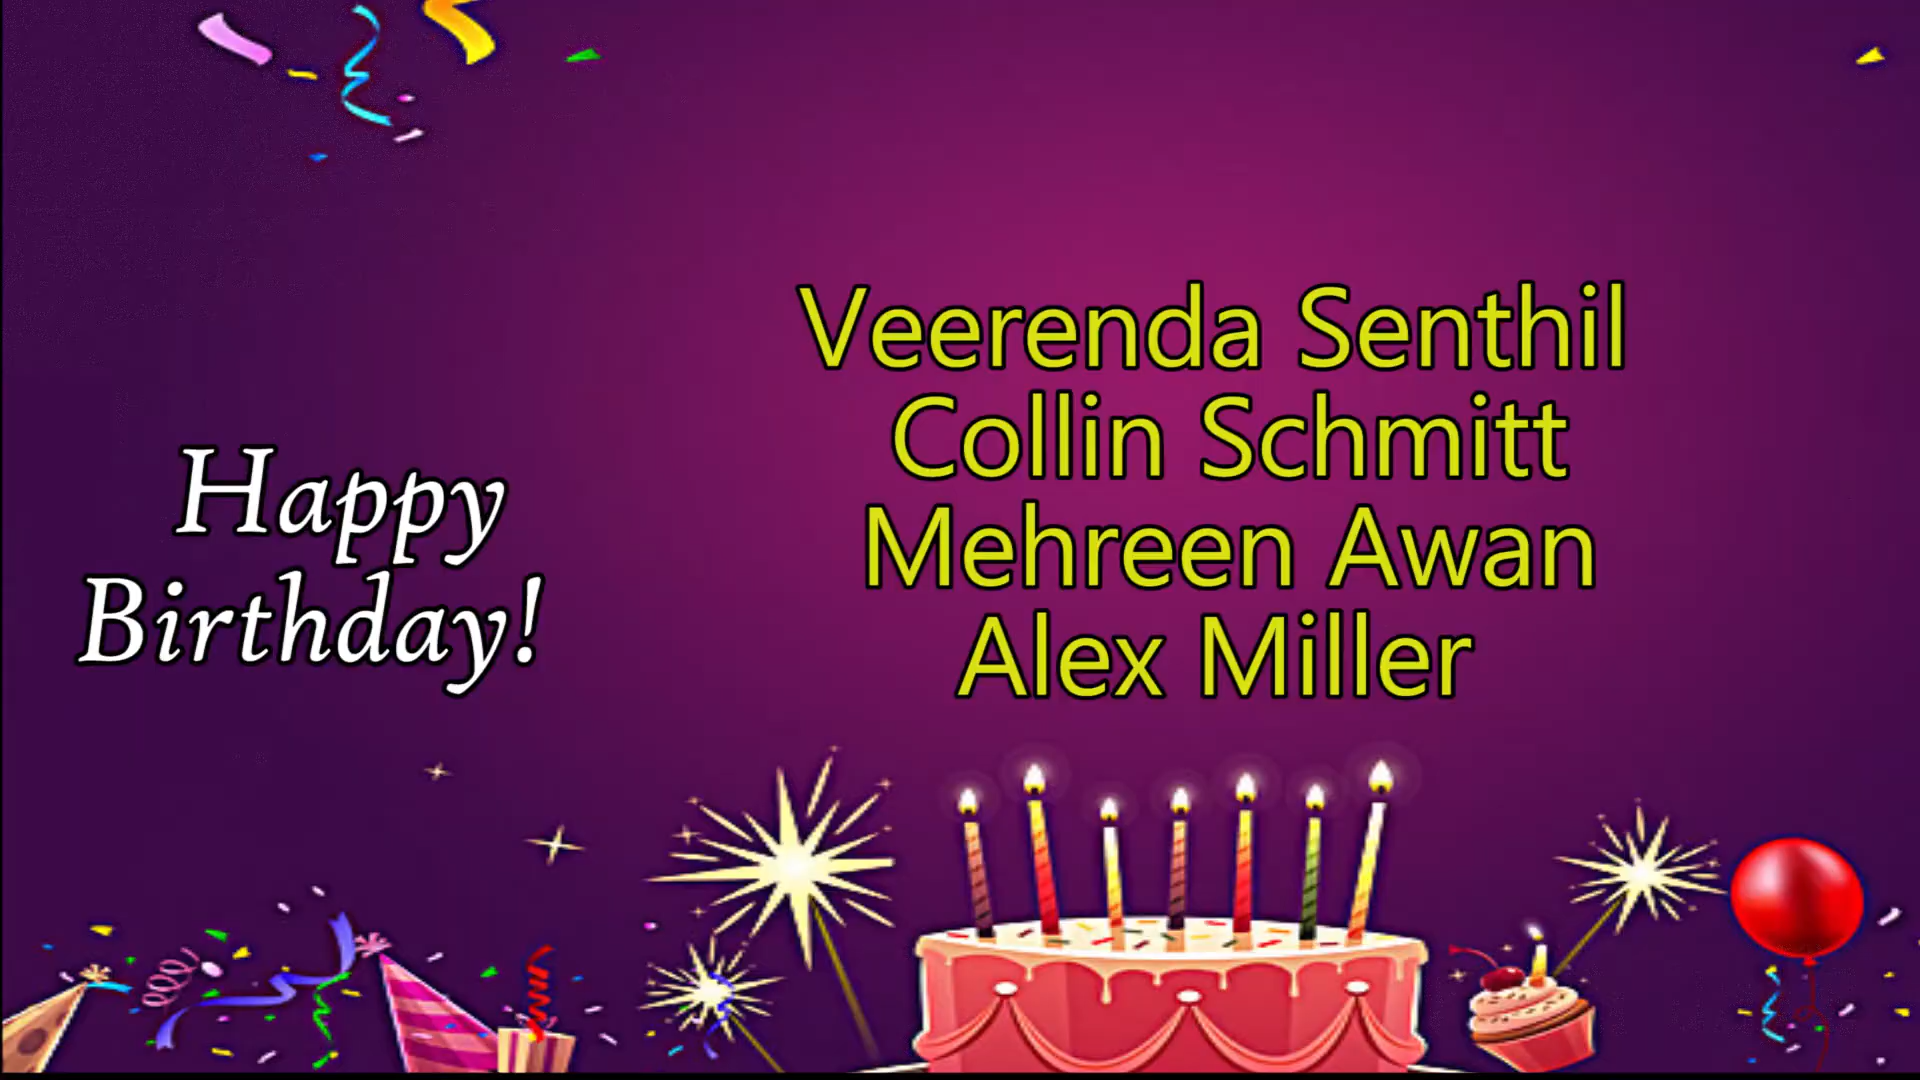 Happy
Birthday!
Veerenda Senthil
Collin Schmitt
Mehreen Awan
Alex Miller